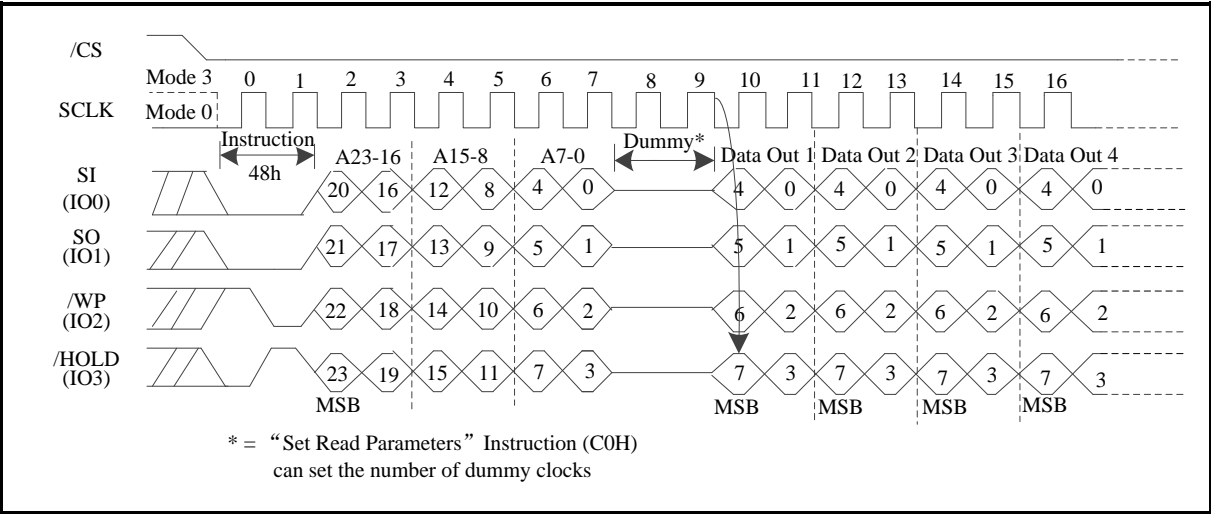 /CS
Mode 3 0 1 2 3 4 5 6 7 8 9 10 11 12 13 14 15 16
SCLK Mode 0
Instruction Dummy*
A23-16 A15-8 A7-0 Data Out 1 Data Out 2 Data Out 3 Data Out 4
48h
SI
(IO0)
20 16 12 8 4 0 4 0 4 0 4 0 4 0
SO
(IO1)
21 17 13 9 5 1 5 1 5 1 5 1 5 1
/WP
(IO2)
22 18 14 10 6 2 6 2 6 2 6 2 6 2
/HOLD
(IO3)
23 19 15 11 7 3 7 3 7 3 7 3 7 3
MSB MSB MSB MSB MSB
* = “Set Read Parameters” Instruction (C0H)
can set the number of dummy clocks